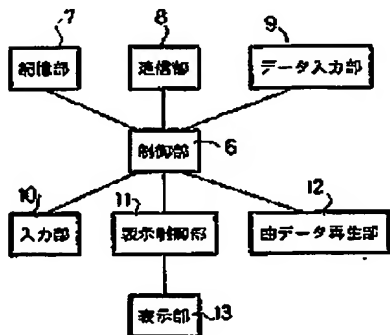 7
8
9
記憶部
通信部
データ入力部
制御部
6
10
11
12
入力部
表示制御部
曲データ再生部
表示部
13